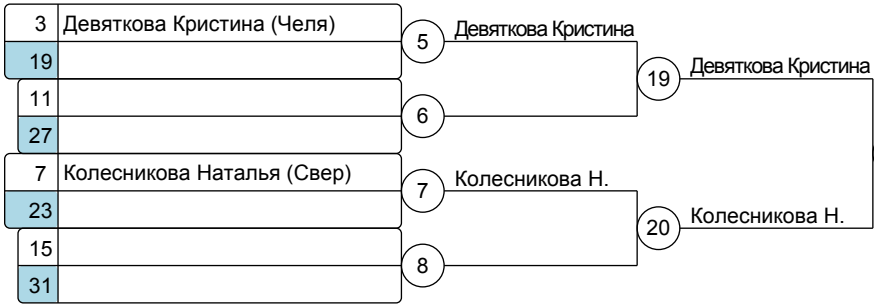 3 Девяткова Кристина (Челя)
19
5 Девяткова Кристина
11
27
6
19 Девяткова Кристина
7 Колесникова Наталья (Свер)
23
7 Колесникова Н.
15
31
8
20 Колесникова Н.